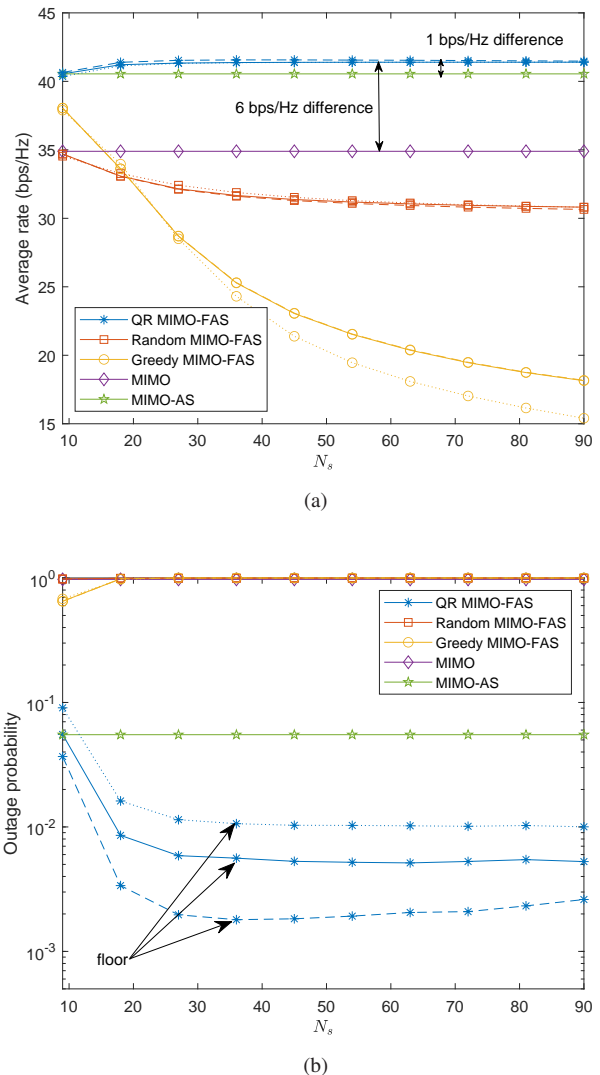 45
1 bps/Hz difference
40
6 bps/Hz difference
35
30
25
20
15
Average rate (bps/Hz)
QR MIMO-FAS
Random MIMO-FAS
Greedy MIMO-FAS
MIMO
MIMO-AS
10 20 30 40 50 60 70 80 90
N_s
(a)
10^0
10^-1
10^-2
10^-3
Outage probability
QR MIMO-FAS
Random MIMO-FAS
Greedy MIMO-FAS
MIMO
MIMO-AS
floor
10 20 30 40 50 60 70 80 90
N_s
(b)